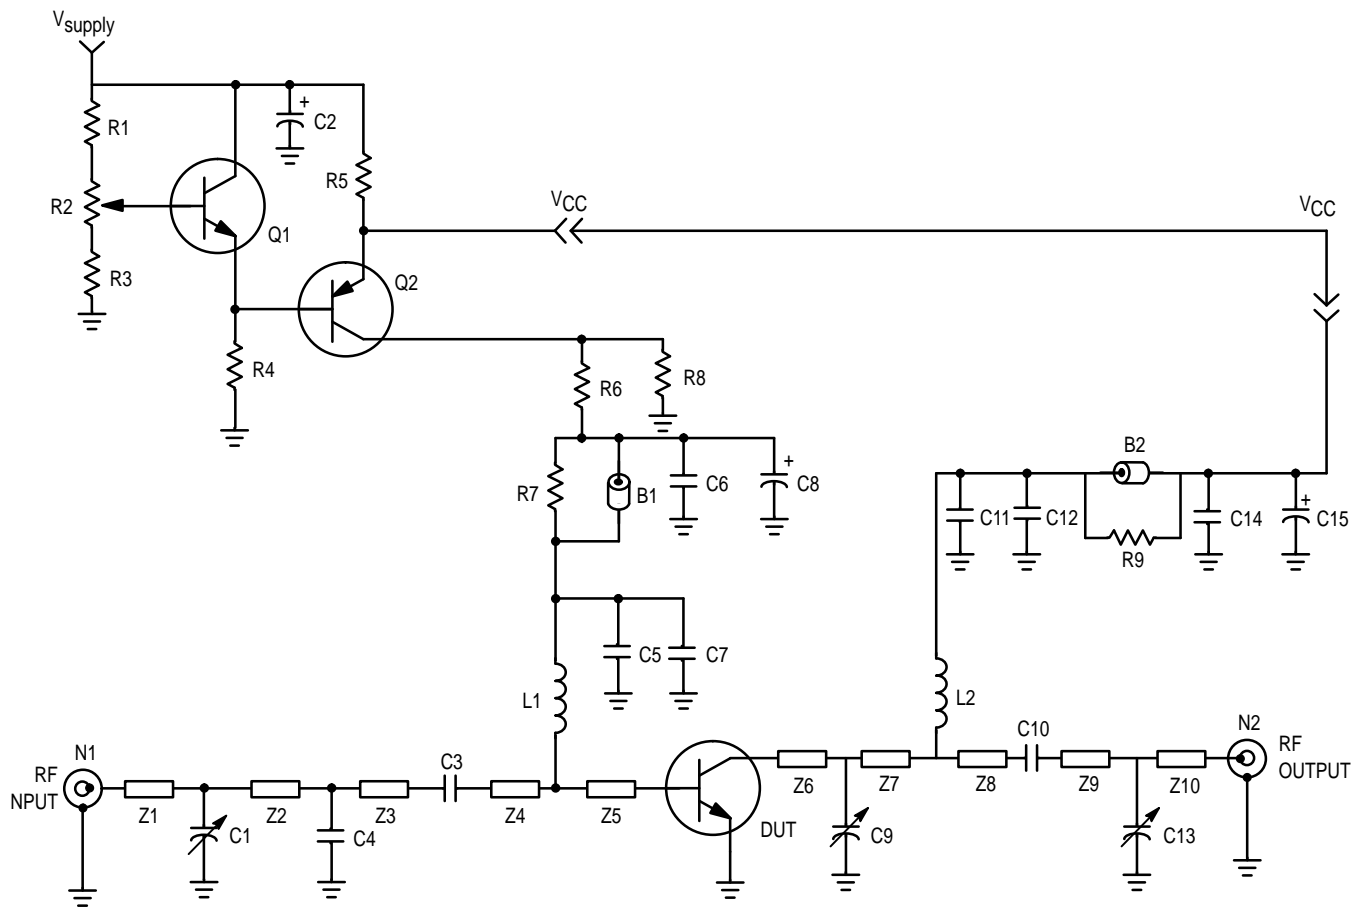 Vsupply
R1
C2
R5
R2
Q1
VCC
VCC
R3
Q2
R4
R6
R8
R7
B1
C6
+
C8
B2
C11
C12
R9
C14
+
C15
+
C5
C7
L1
L2
N1
RF
NPUT
C3
C10
N2
RF
OUTPUT
Z1
Z2
Z3
Z4
Z5
Z6
Z7
Z8
Z9
Z10
C1
C4
DUT
C9
C13